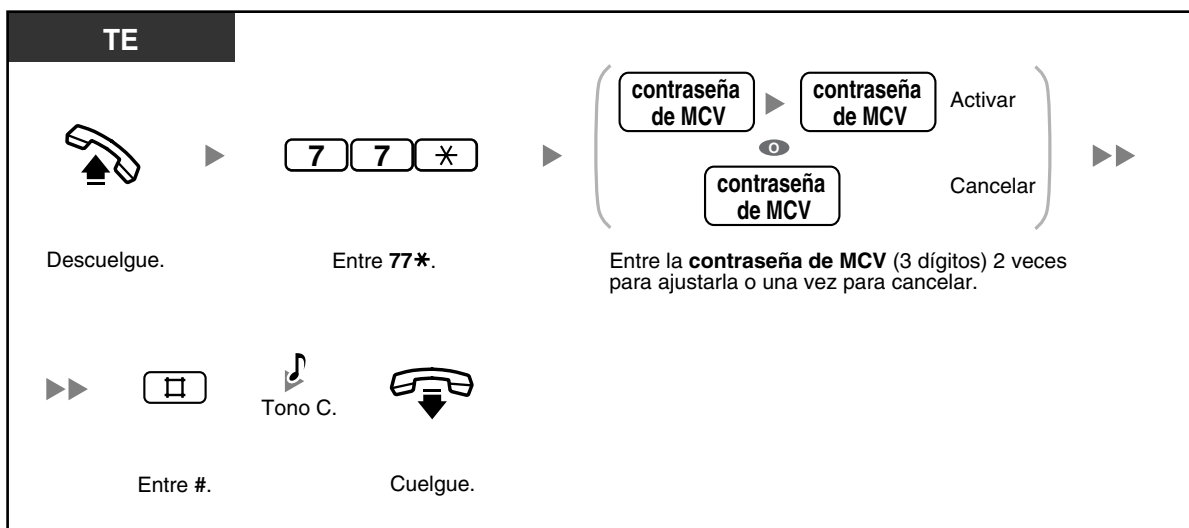 TE
contraseña
de MCV
contraseña
de MCV
Activar
7 7 *
o
contraseña
de MCV
Cancelar
Descuelgue.
Entre 77*.
Entre la contraseña de MCV (3 dígitos) 2 veces
para ajustarla o una vez para cancelar.
#
Tono C.
Entre #.
Cuelgue.